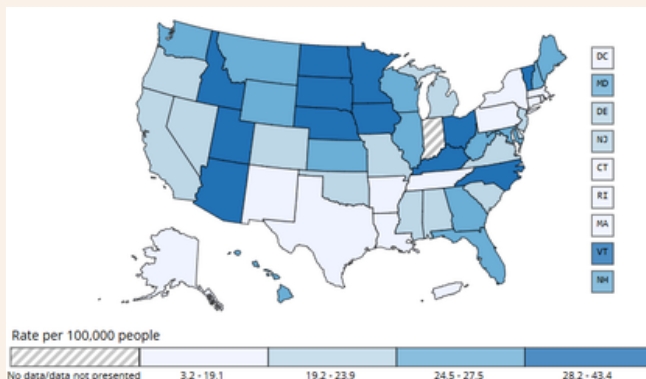 DC
MD
DE
NJ
CT
RI
MA
VT
NH
Rate per 100,000 people
No data/data not presented
3.2 - 19.1
19.2 - 23.9
24.5 - 27.5
28.2 - 43.4